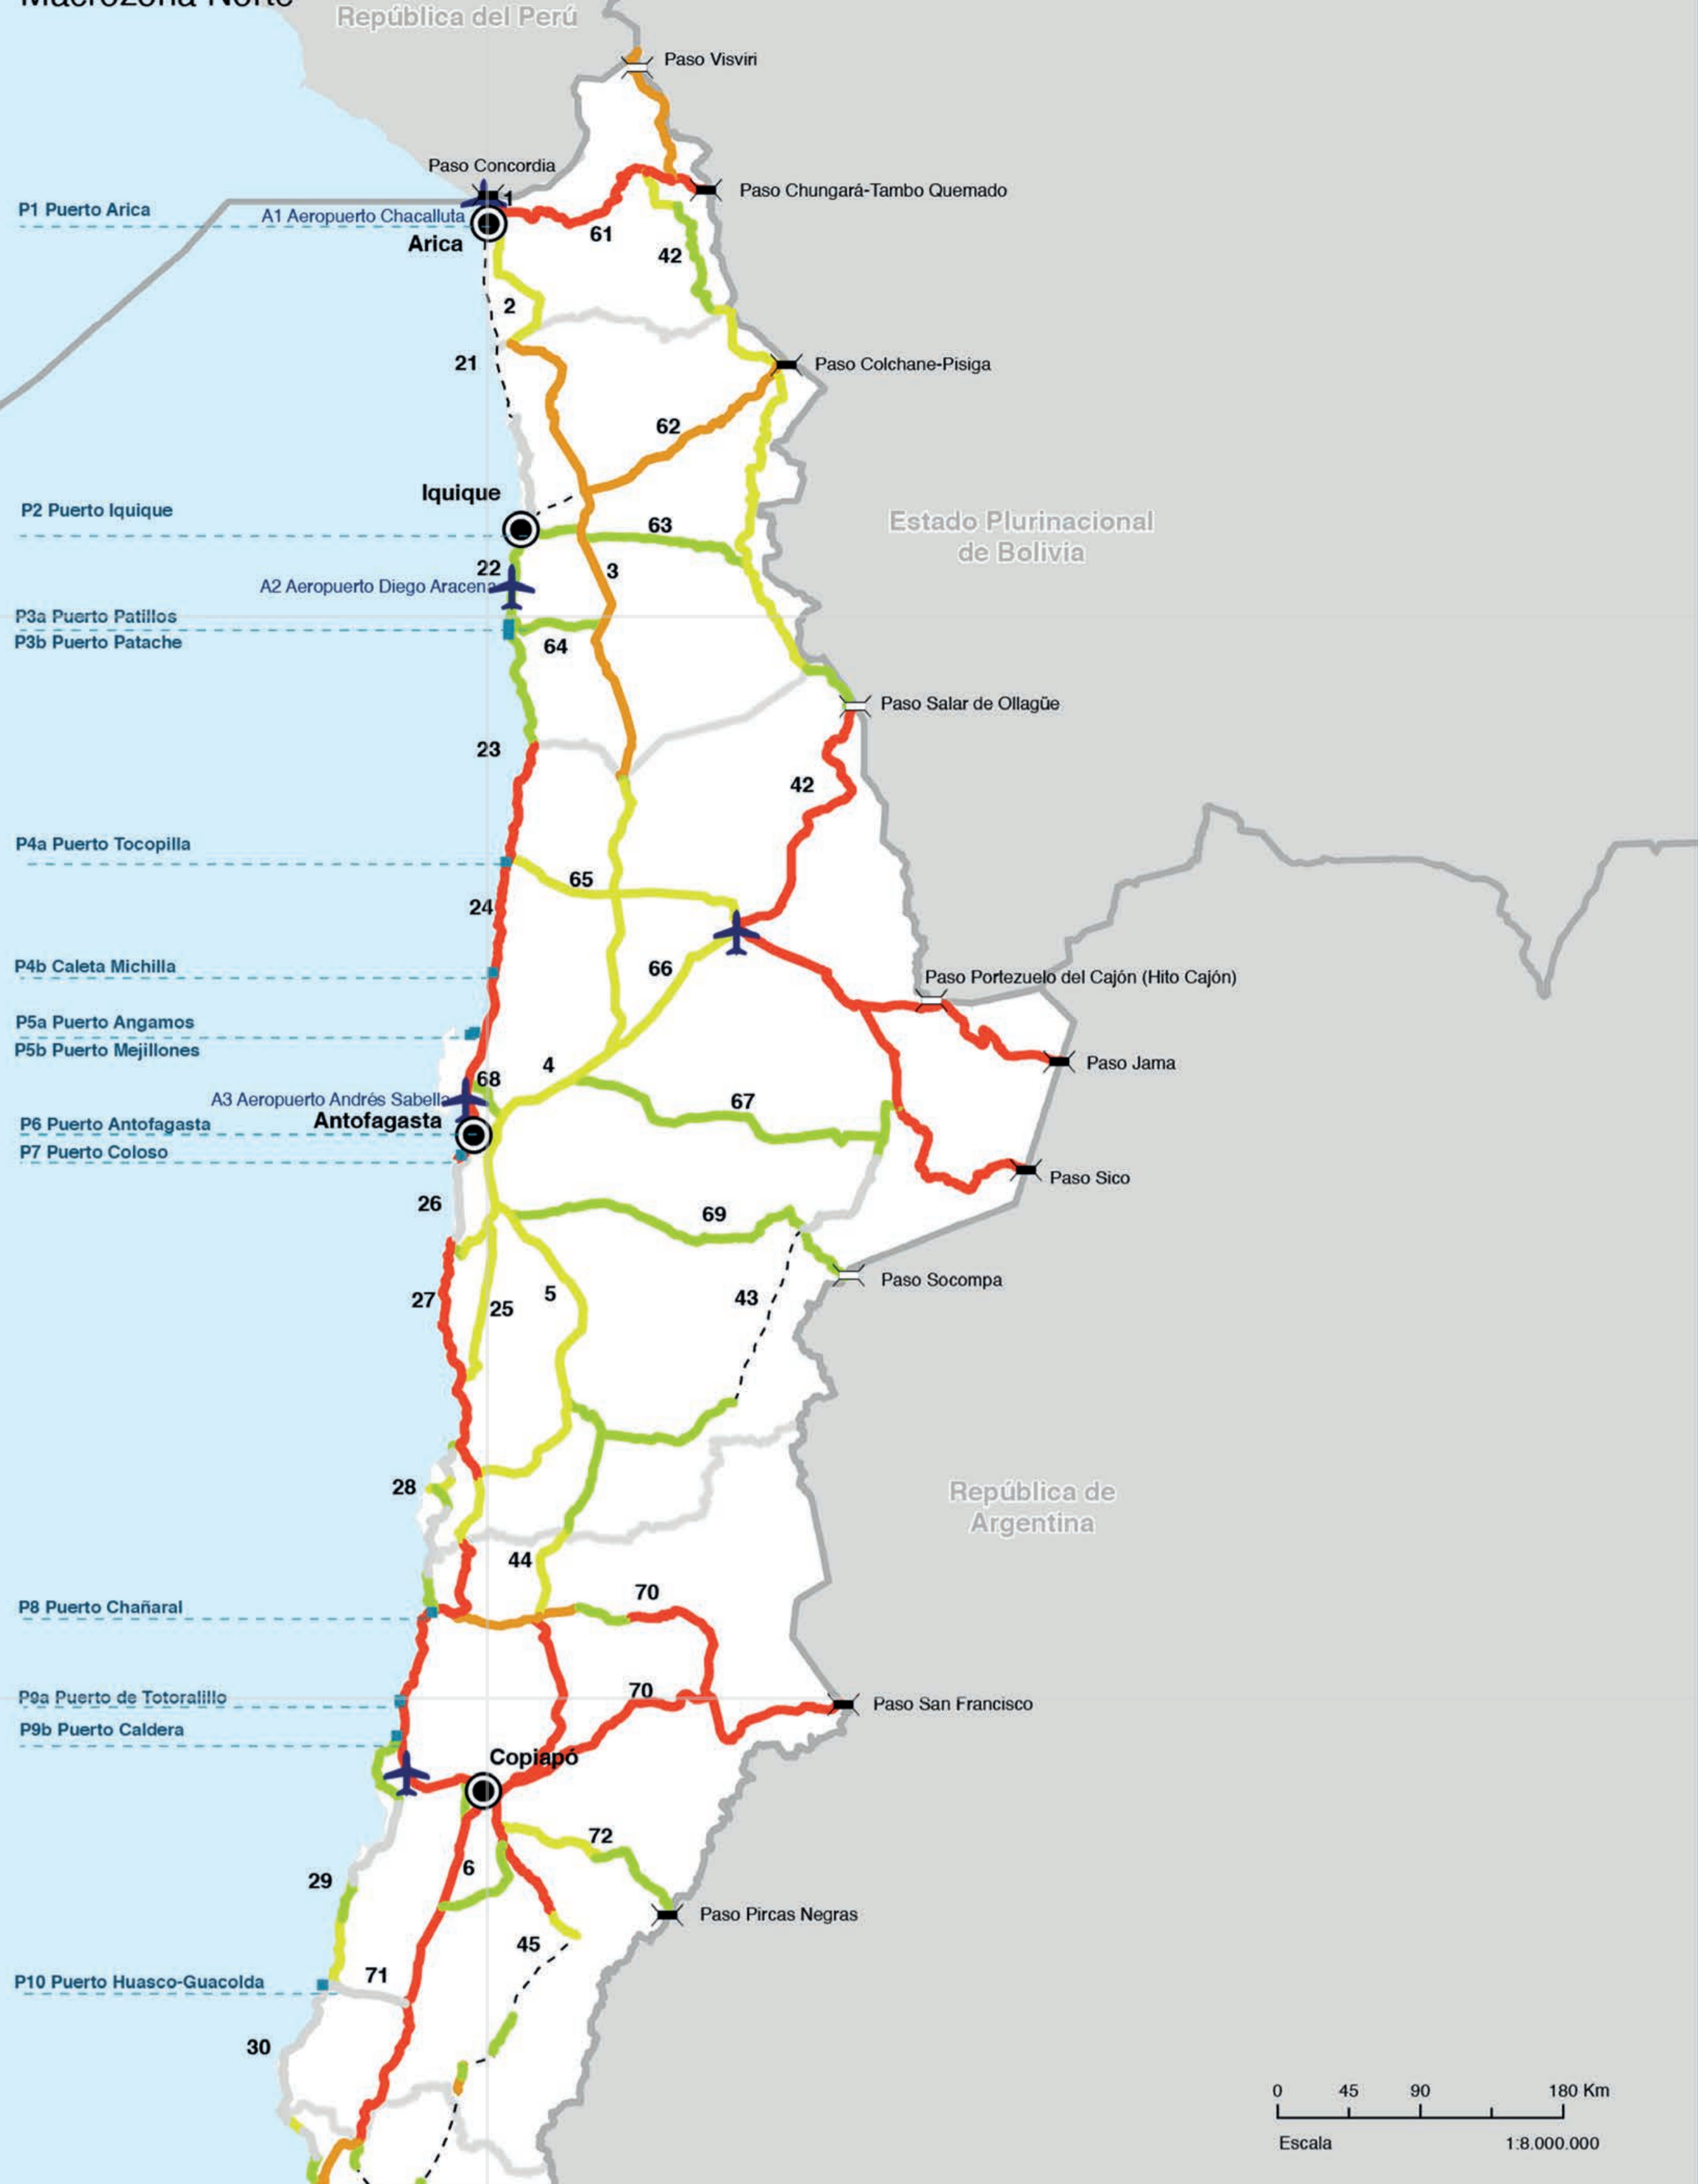 Macrozona Norte
República del Perú
Paso Visviri
Paso Concordia
1
Paso Chungará-Tambo Quemado
P1 Puerto Arica
A1 Aeropuerto Chacalluta
Arica
61
42
2
21
Paso Colchane-Pisiga
62
Iquique
P2 Puerto Iquique
63
Estado Plurinacional
de Bolivia
22
3
A2 Aeropuerto Diego Aracena
P3a Puerto Patillos
P3b Puerto Patache
64
Paso Salar de Ollagüe
23
42
P4a Puerto Tocopilla
65
24
P4b Caleta Michilla
66
Paso Portezuelo del Cajón (Hito Cajón)
P5a Puerto Angamos
P5b Puerto Mejillones
4
Paso Jama
68
A3 Aeropuerto Andrés Sabella
67
P6 Puerto Antofagasta
Antofagasta
P7 Puerto Coloso
Paso Sico
26
69
Paso Socompa
27
25
5
43
28
República de
Argentina
44
70
P8 Puerto Chañaral
70
P9a Puerto de Totoralillo
Paso San Francisco
P9b Puerto Caldera
Copiapó
72
6
29
Paso Pircas Negras
45
71
P10 Puerto Huasco-Guacolda
30
0 45 90 180 Km
Escala 1:8.000.000